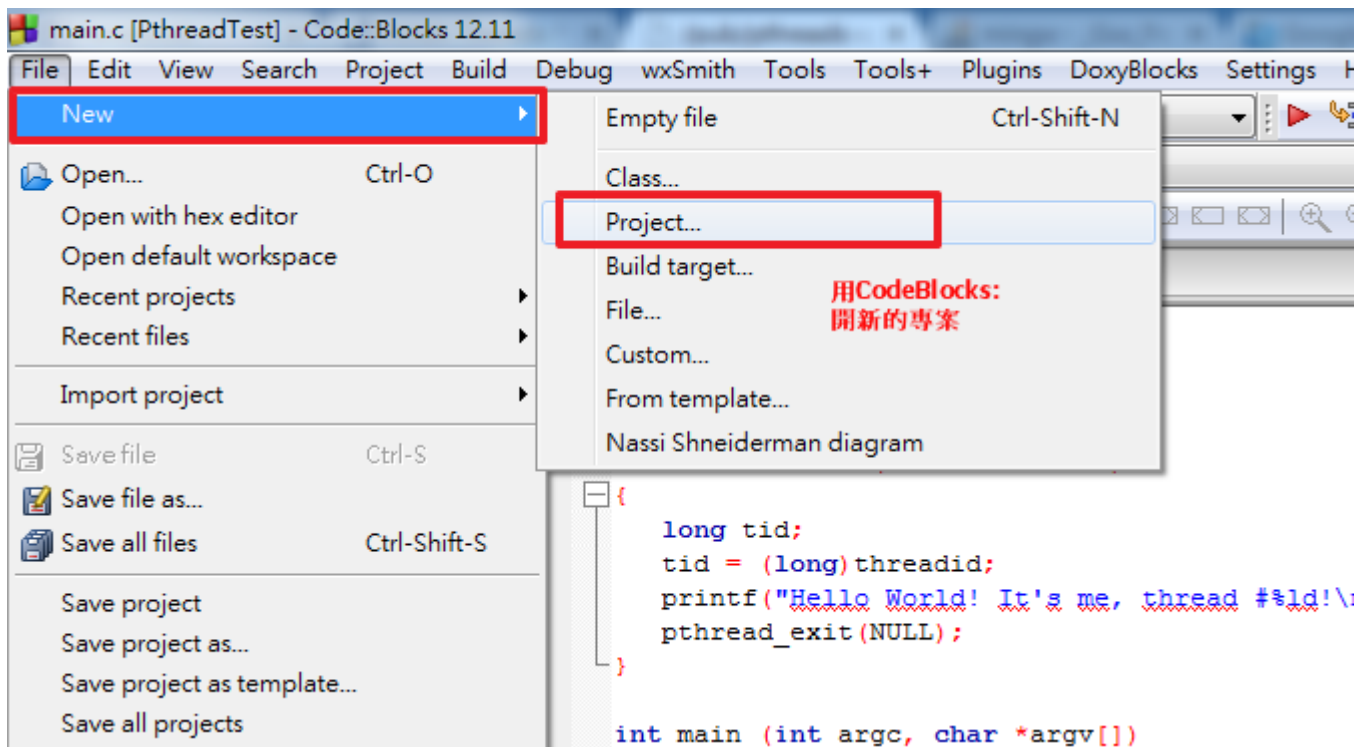 main.c [PthreadTest] - Code::Blocks 12.11
File Edit View Search Project Build Debug wxSmith Tools Tools+ Plugins DoxyBlocks Settings
New
Empty file Ctrl-Shift-N
Open... Ctrl-O
Class...
Open with hex editor
Project...
Open default workspace
Build target...
Recent projects
File...
用CodeBlocks:
開新的專案
Recent files
Custom...
Import project
From template...
Nassi Shneiderman diagram
Save file Ctrl-S
Save file as...
{
Save all files Ctrl-Shift-S
long tid;
tid = (long)threadid;
Save project
printf("Hello World! It's me, thread #%ld!\
Save project as...
pthread_exit(NULL);
Save project as template...
}
Save all projects
int main (int argc, char *argv[])